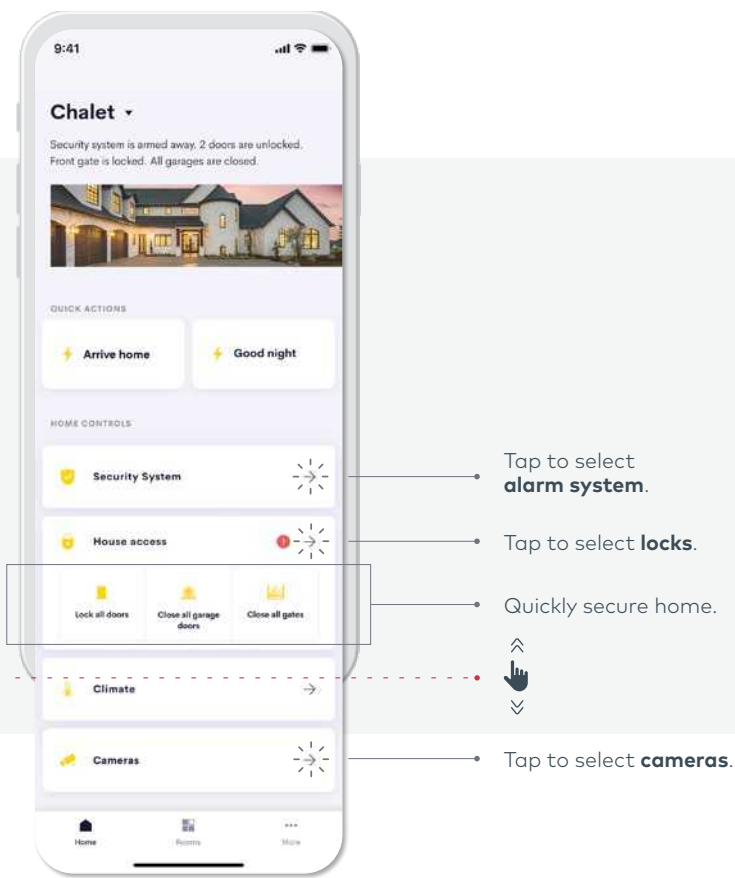 9:41
Chalet
Security system is armed away. 2 doors are unlocked.
Front gate is locked. All garages are closed.
QUICK ACTIONS
Arrive home
Good night
HOME CONTROLS
Security System
Tap to select
alarm system.
House access
Tap to select locks.
Lock all doors
Close all garage
doors
Close all gates
Quickly secure home.
Climate
Cameras
Tap to select cameras.
Home
Rooms
More